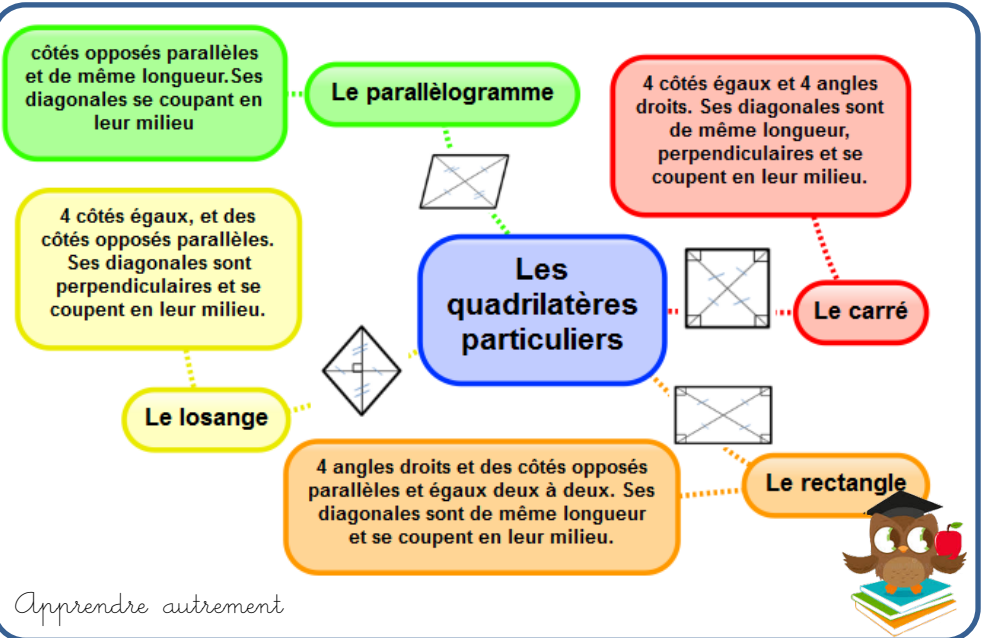 côtés opposés parallèles
et de même longueur.Ses
diagonales se coupant en
leur milieu
Le parallèlogramme
4 côtés égaux et 4 angles
droits. Ses diagonales sont
de même longueur,
perpendiculaires et se
coupent en leur milieu.
4 côtés égaux, et des
côtés opposés parallèles.
Ses diagonales sont
perpendiculaires et se
coupent en leur milieu.
Les
quadrilatères
particuliers
Le carré
Le losange
4 angles droits et des côtés opposés
parallèles et égaux deux à deux. Ses
diagonales sont de même longueur
et se coupent en leur milieu.
Le rectangle
Apprendre autrement